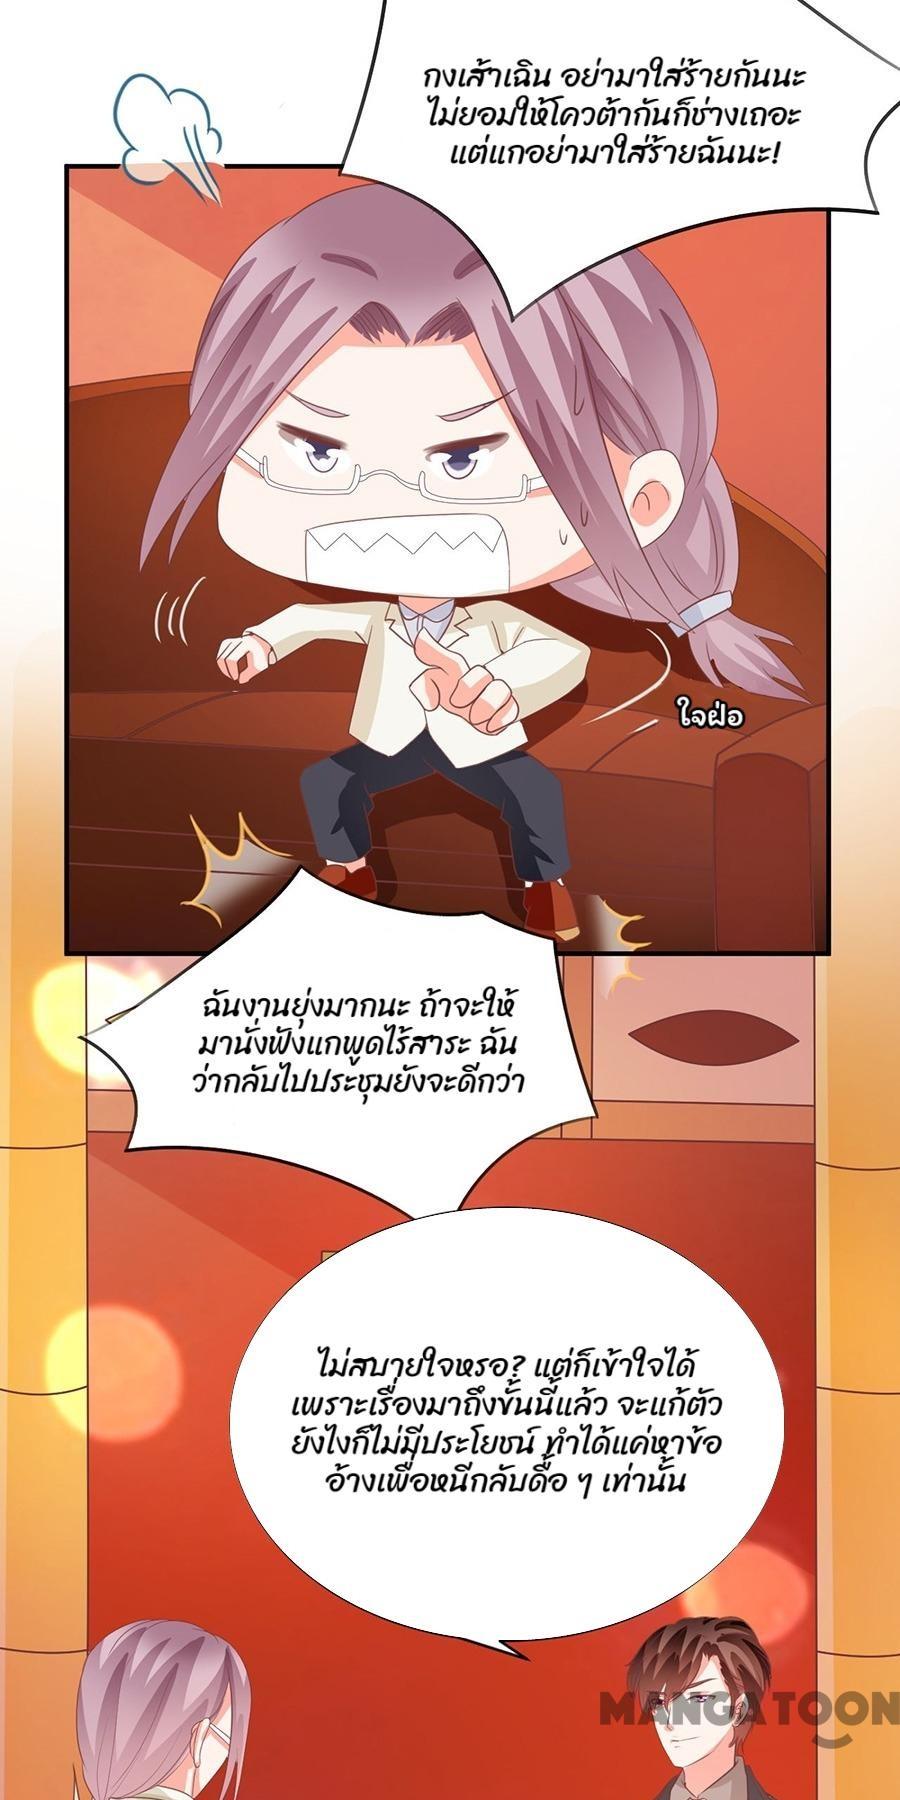 กงเส้าเฉิน อย่ามาใส่ร้ายกันนะ
ไม่ยอมให้โควต้ากันก็ช่างเถอะ
แต่แกอย่ามาใส่ร้ายฉันนะ!
ใจฝ่อ
ฉันงานยุ่งมากนะ ถ้าจะให้
มานั่งฟังแกพูดไร้สาระ ฉัน
ว่ากลับไปประชุมยังจะดีกว่า
ไม่สบายใจหรอ? แต่ก็เข้าใจได้
เพราะเรื่องมาถึงขั้นนี้แล้ว จะแก้ตัว
ยังไงก็ไม่มีประโยชน์ ทำได้แค่หาข้อ
อ้างเพื่อหนีกลับดื้อ ๆ เท่านั้น
MANGATOON